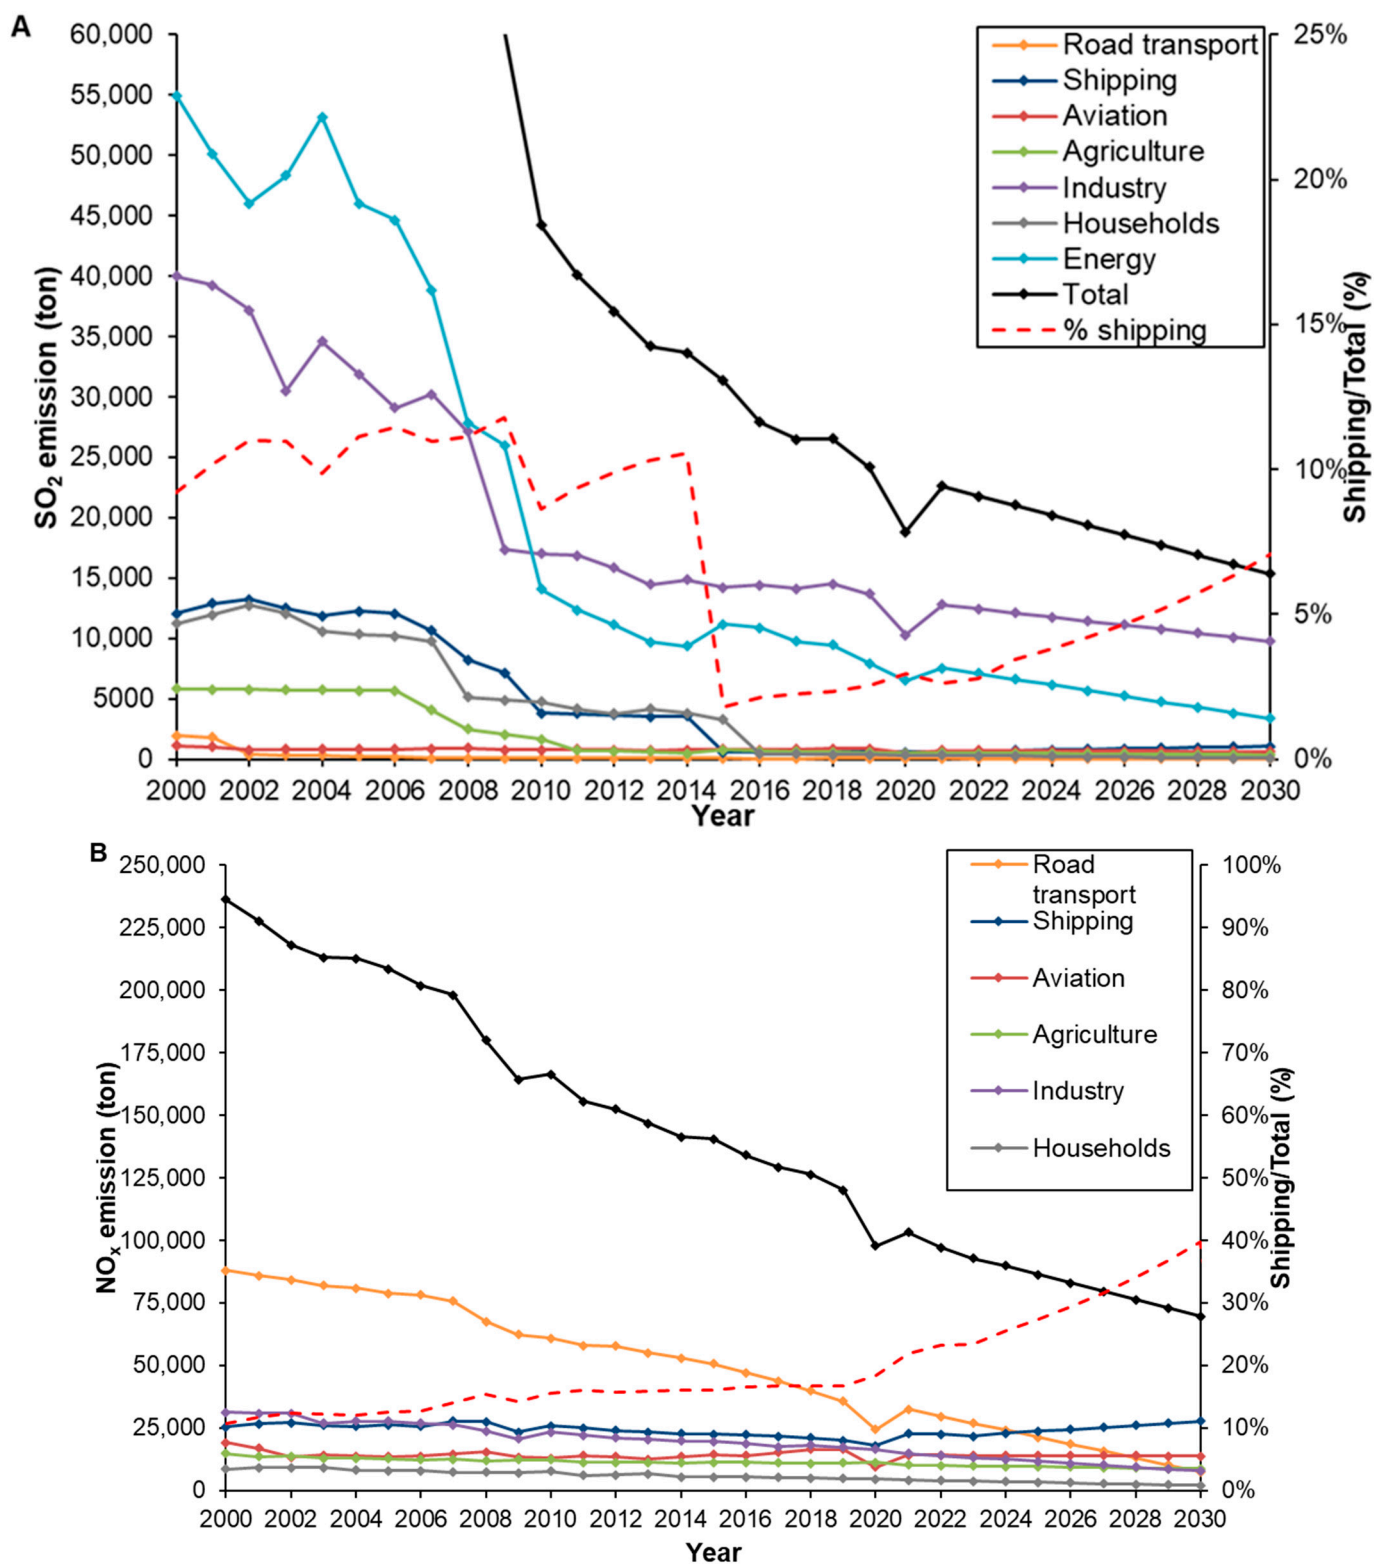 A
60,000
55,000
50,000
45,000
40,000
35,000
30,000
25,000
20,000
15,000
10,000
5000
0
SO2 emission (ton)
25%
20%
15%
10%
5%
0%
Shipping/Total (%)
Road transport
Shipping
Aviation
Agriculture
Industry
Households
Energy
Total
% shipping
2000 2002 2004 2006 2008 2010 2012 2014 2016 2018 2020 2022 2024 2026 2028 2030
Year
B
250,000
225,000
200,000
175,000
150,000
125,000
100,000
75,000
50,000
25,000
0
NOx emission (ton)
100%
90%
80%
70%
60%
50%
40%
30%
20%
10%
0%
Shipping/Total (%)
Road
transport
Shipping
Aviation
Agriculture
Industry
Households
2000 2002 2004 2006 2008 2010 2012 2014 2016 2018 2020 2022 2024 2026 2028 2030
Year